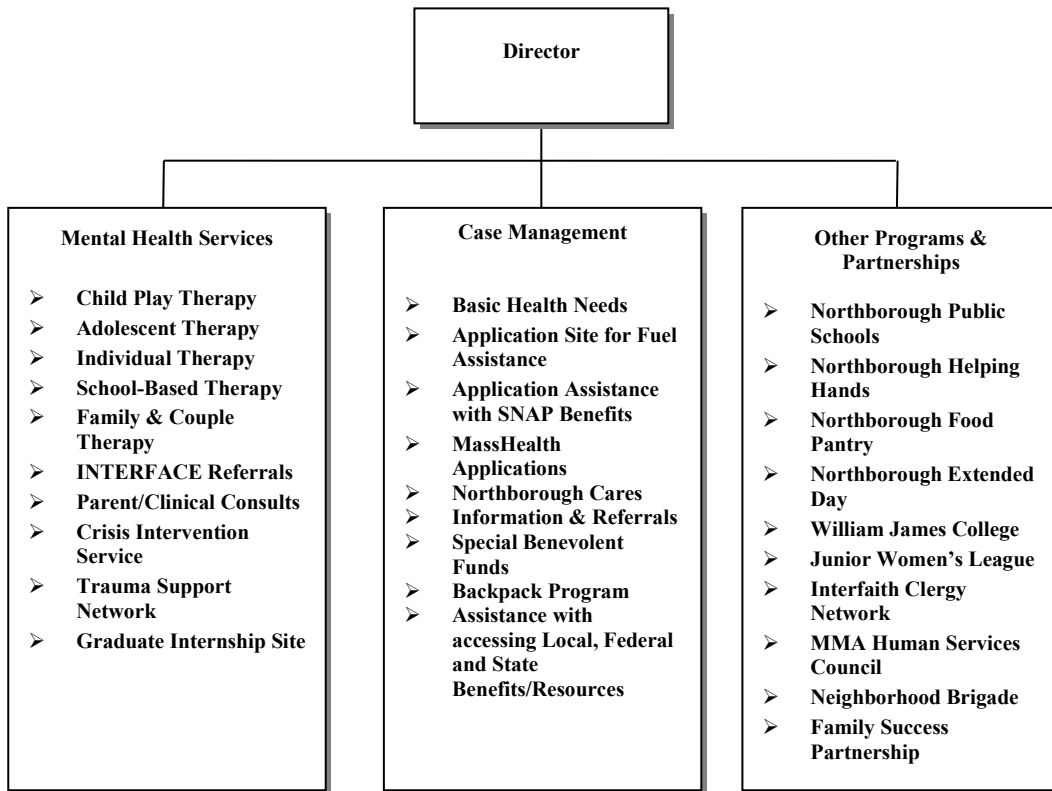 Director
Mental Health Services
➢ Child Play Therapy
➢ Adolescent Therapy
➢ Individual Therapy
➢ School-Based Therapy
➢ Family & Couple
Therapy
➢ INTERFACE Referrals
➢ Parent/Clinical Consults
➢ Crisis Intervention
Service
➢ Trauma Support
Network
➢ Graduate Internship Site
Case Management
➢ Basic Health Needs
➢ Application Site for Fuel
Assistance
➢ Application Assistance
with SNAP Benefits
➢ MassHealth
Applications
➢ Northborough Cares
➢ Information & Referrals
➢ Special Benevolent
Funds
➢ Backpack Program
➢ Assistance with
accessing Local, Federal
and State
Benefits/Resources
Other Programs &
Partnerships
➢ Northborough Public
Schools
➢ Northborough Helping
Hands
➢ Northborough Food
Pantry
➢ Northborough Extended
Day
➢ William James College
➢ Junior Women’s League
➢ Interfaith Clergy
Network
➢ MMA Human Services
Council
➢ Neighborhood Brigade
➢ Family Success
Partnership